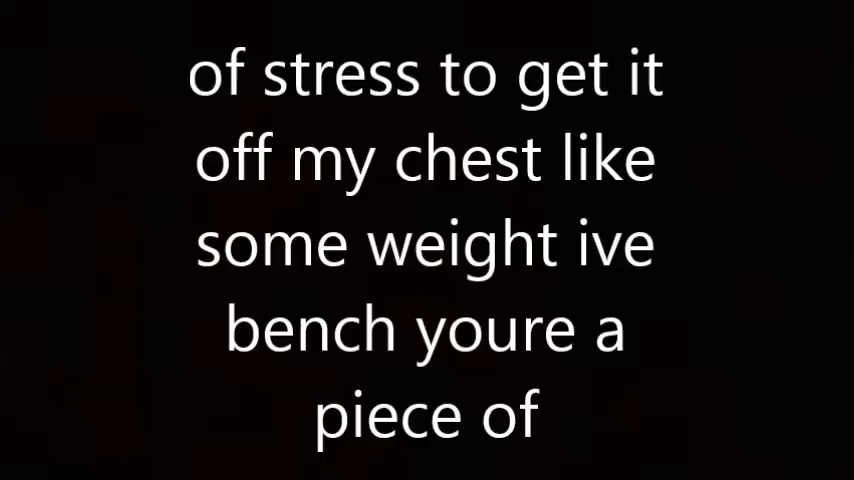 of stress to get it
off my chest like
some weight ive
bench youre a
piece of